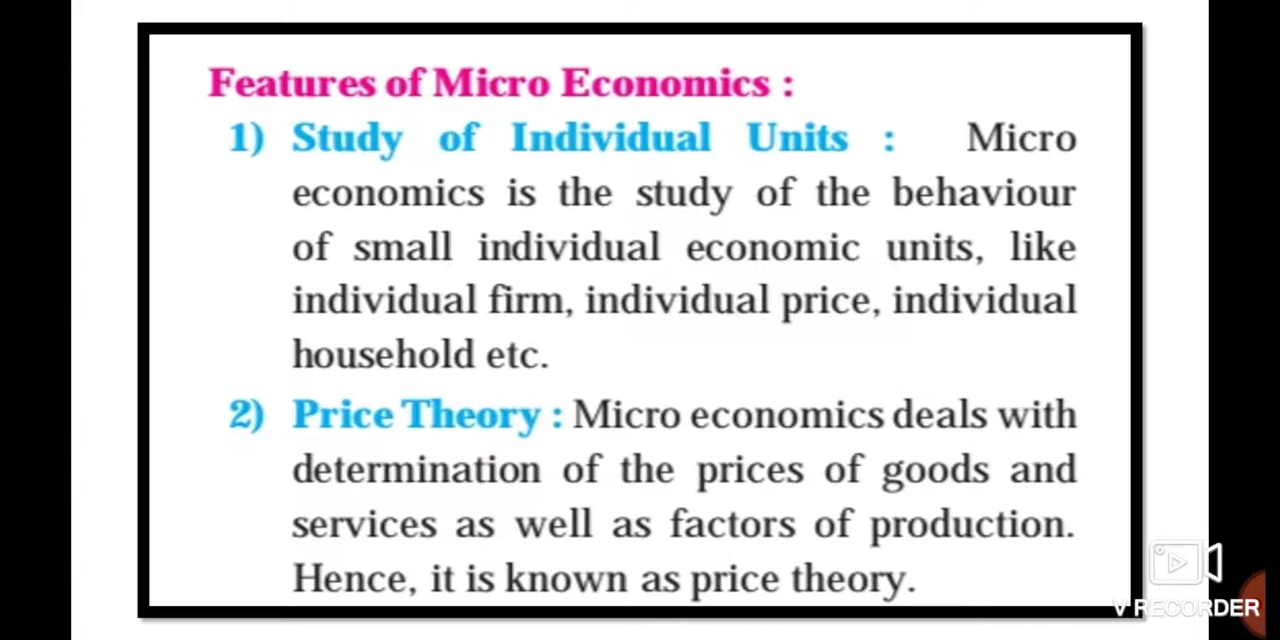 Features of Micro Economics :
1) Study of Individual Units : Micro
economics is the study of the behaviour
of small individual economic units, like
individual firm, individual price, individual
household etc.
2) Price Theory : Micro economics deals with
determination of the prices of goods and
services as well as factors of production.
Hence, it is known as price theory.
V RECORDER